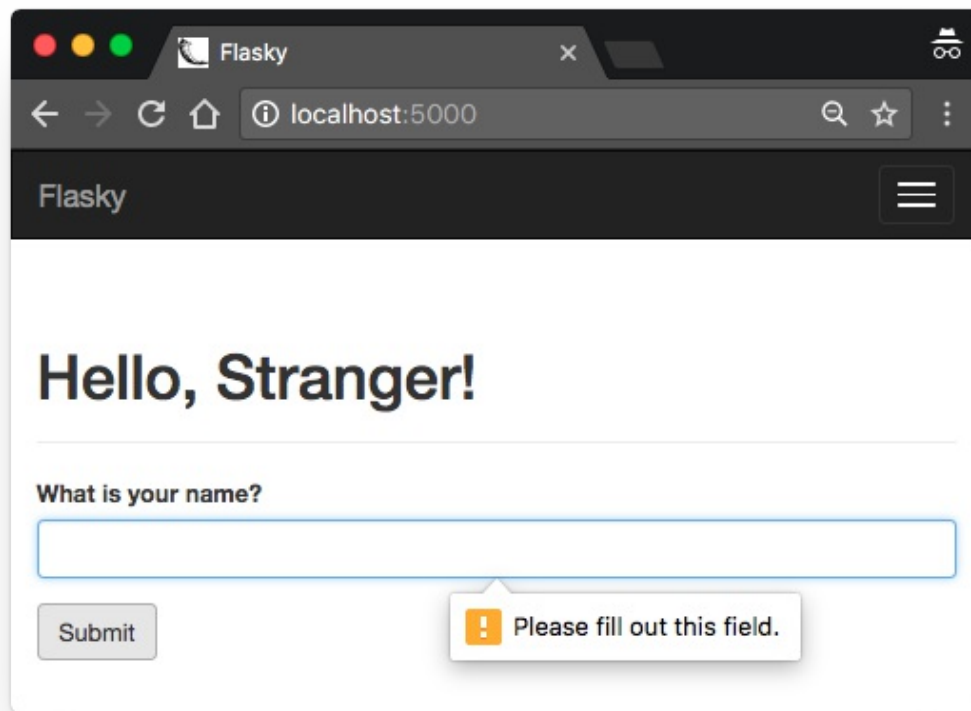 Flasky
localhost:5000
Flasky
Hello, Stranger!
What is your name?
Please fill out this field.
Submit